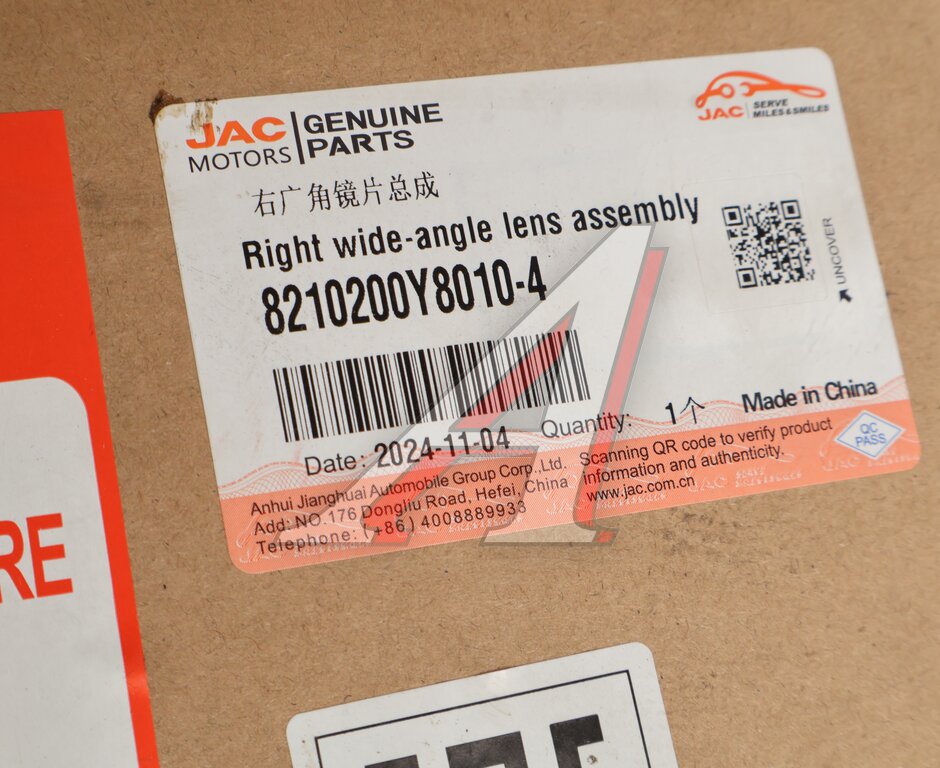 JAC MOTORS
GENUINE PARTS
JAC
SERVE
MILES&SMILES
右广角镜片总成
Right wide-angle lens assembly
8210200Y8010-4
UNCOVER
Date: 2024-11-04
Quantity: 1个
Made in China
QC PASS
Anhui Jianghuai Automobile Group Corp.,Ltd.
Add: NO.176 Dongliu Road, Hefei, China
Telephone: (+86) 4008889933
Scanning QR code to verify product
information and authenticity.
www.jac.com.cn
RE